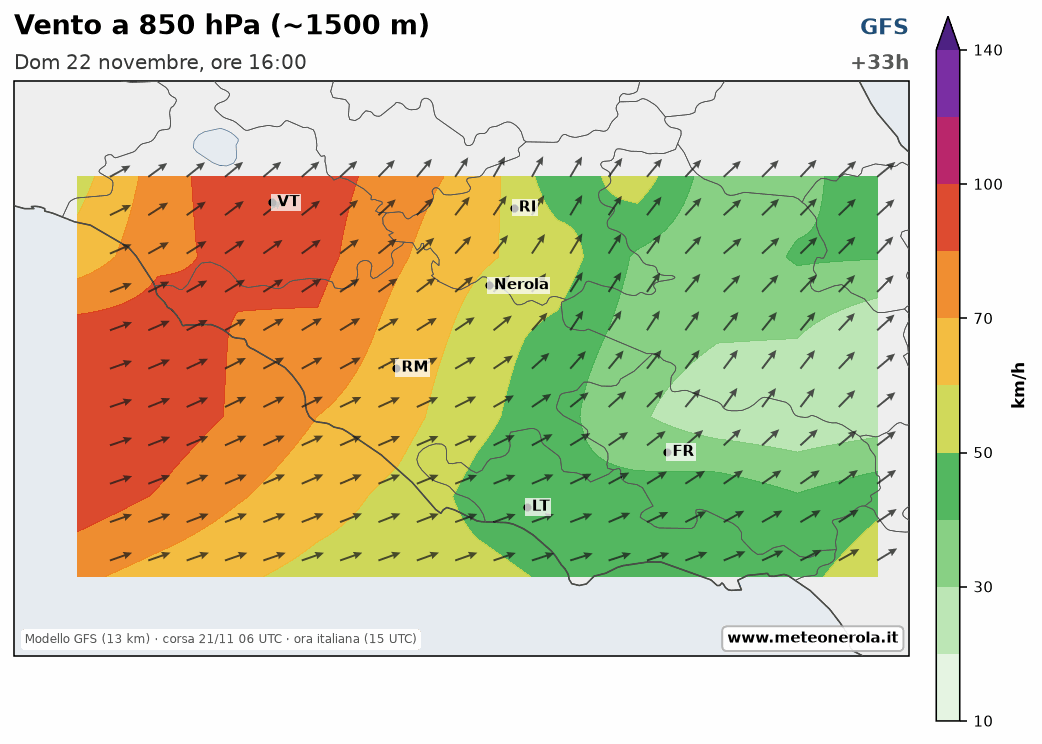 Vento a 850 hPa (~1500 m)
GFS
Dom 22 novembre, ore 16:00
+33h
140
100
70
50
30
10
km/h
VT
RI
Nerola
RM
FR
LT
Modello GFS (13 km) · corsa 21/11 06 UTC · ora italiana (15 UTC)
www.meteonerola.it